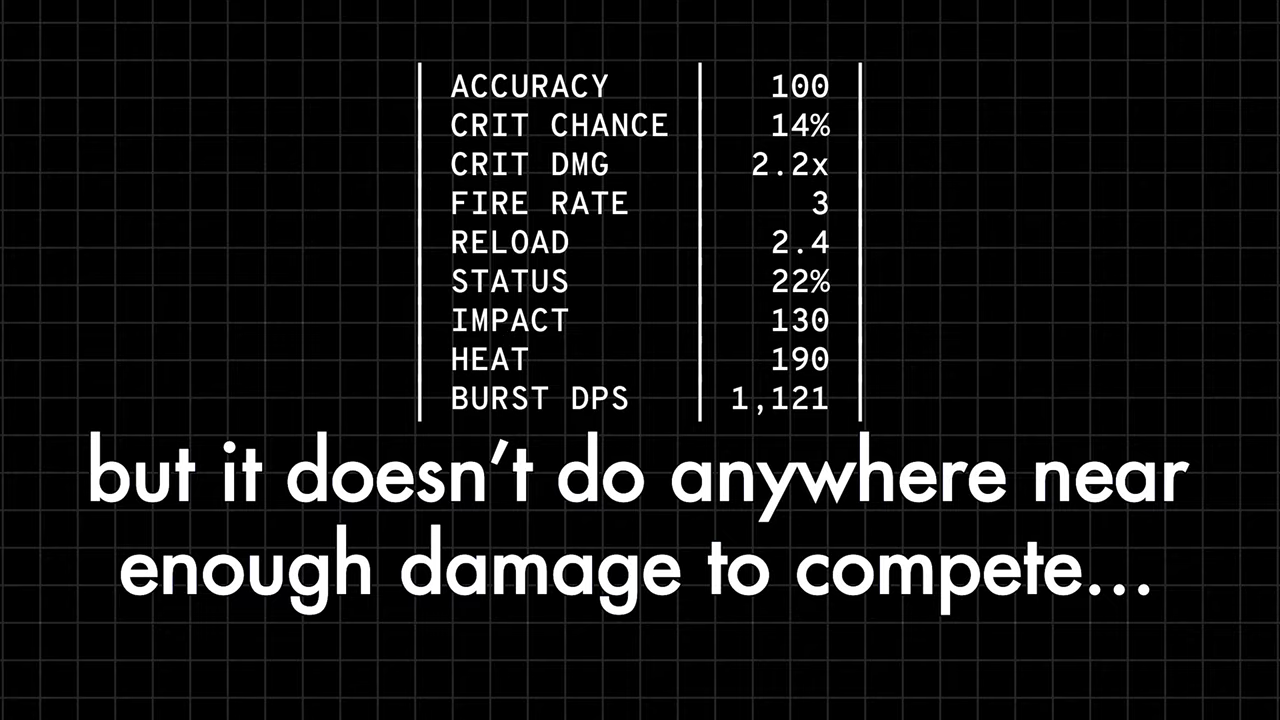 ACCURACY 100
CRIT CHANCE 14%
CRIT DMG 2.2x
FIRE RATE 3
RELOAD 2.4
STATUS 22%
IMPACT 130
HEAT 190
BURST DPS 1,121
but it doesn't do anywhere near
enough damage to compete...